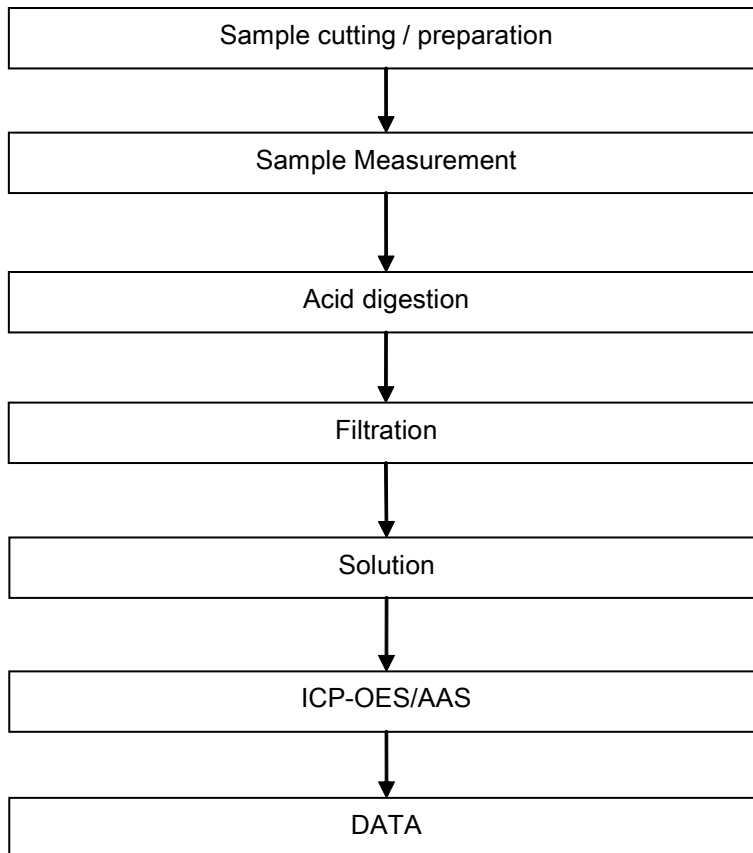 Sample cutting / preparation
Sample Measurement
Acid digestion
Filtration
Solution
ICP-OES/AAS
DATA